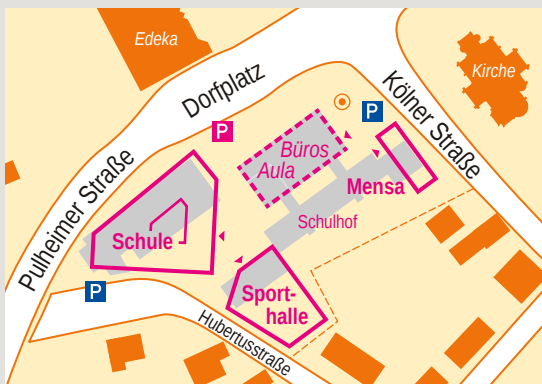 Edeka
Kirche
Dorfplatz
Kölner Straße
P
P
Büros
Aula
Mensa
Pulheimer Straße
Schulhof
Schule
P
Sport-
halle
Hubertusstraße